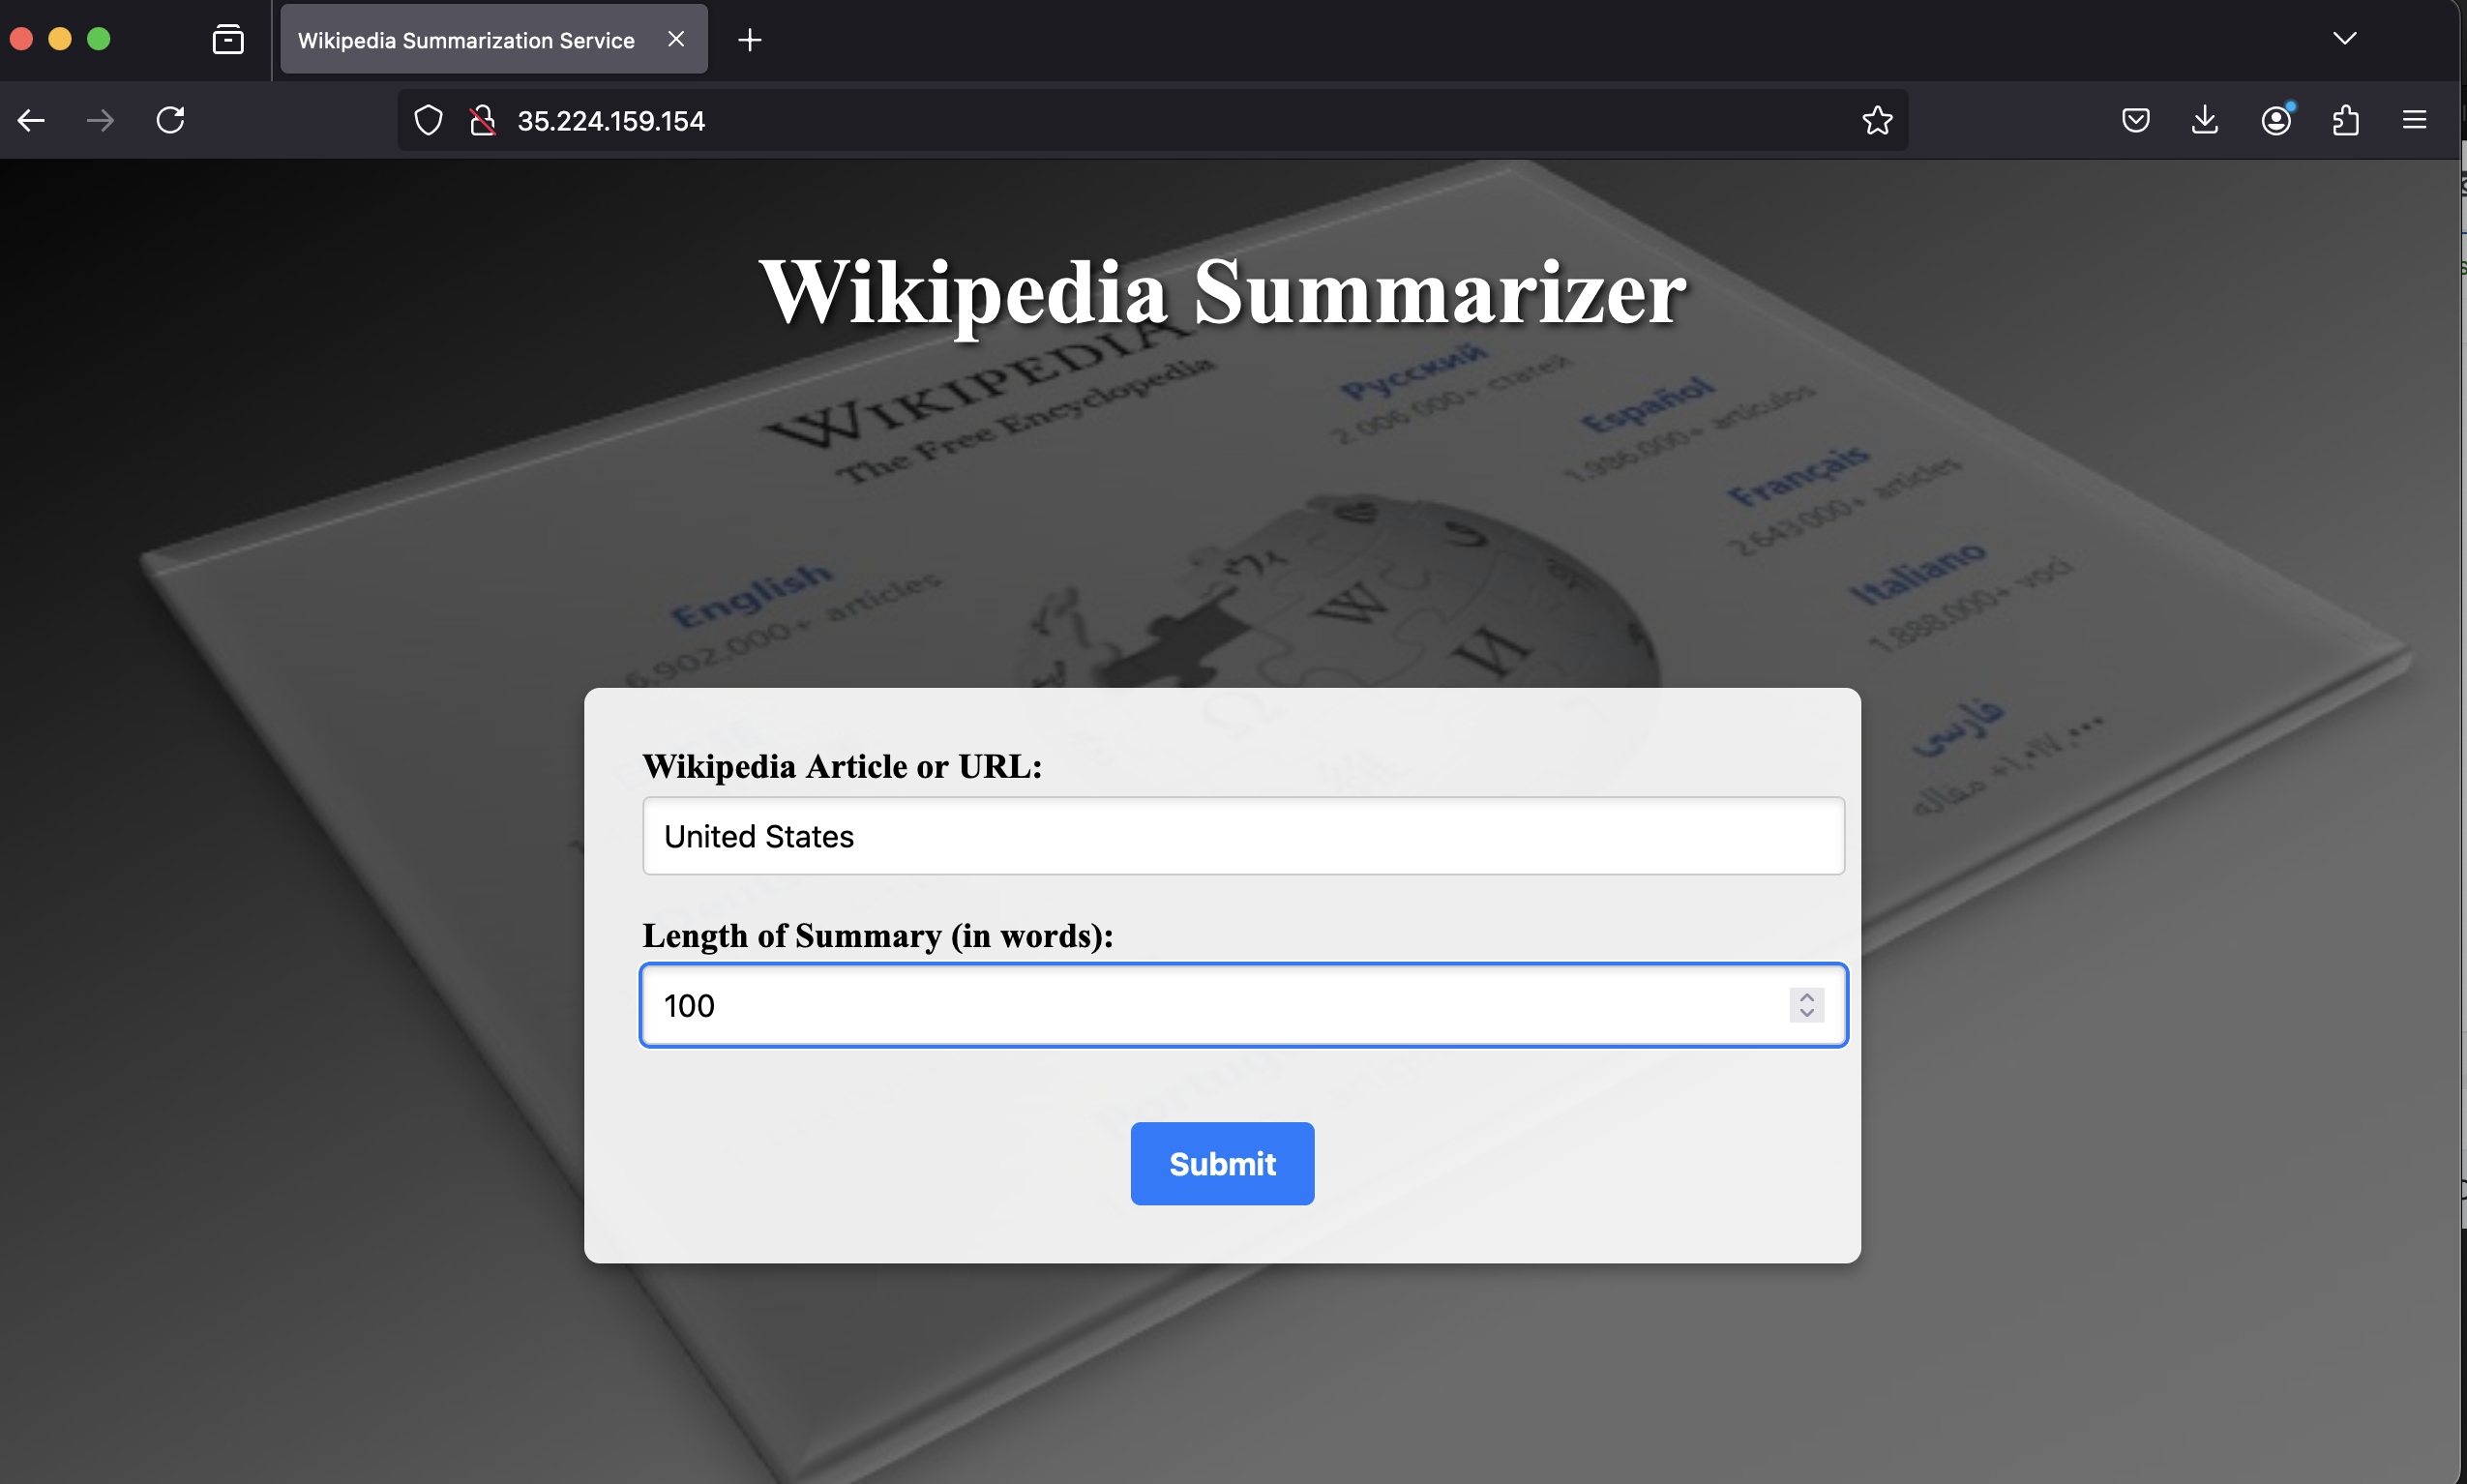 Wikipedia Summarization Service
35.224.159.154
Wikipedia Summarizer
WIKIPEDIA
The Free Encyclopedia
Русский
2 006 000+ статей
Español
1.986.000+ artículos
Français
2 643 000+ articles
English
6,902,000+ articles
Italiano
1.888.000+ voci
فارسی
مقاله
Wikipedia Article or URL:
United States
Length of Summary (in words):
100
Portug
Submit